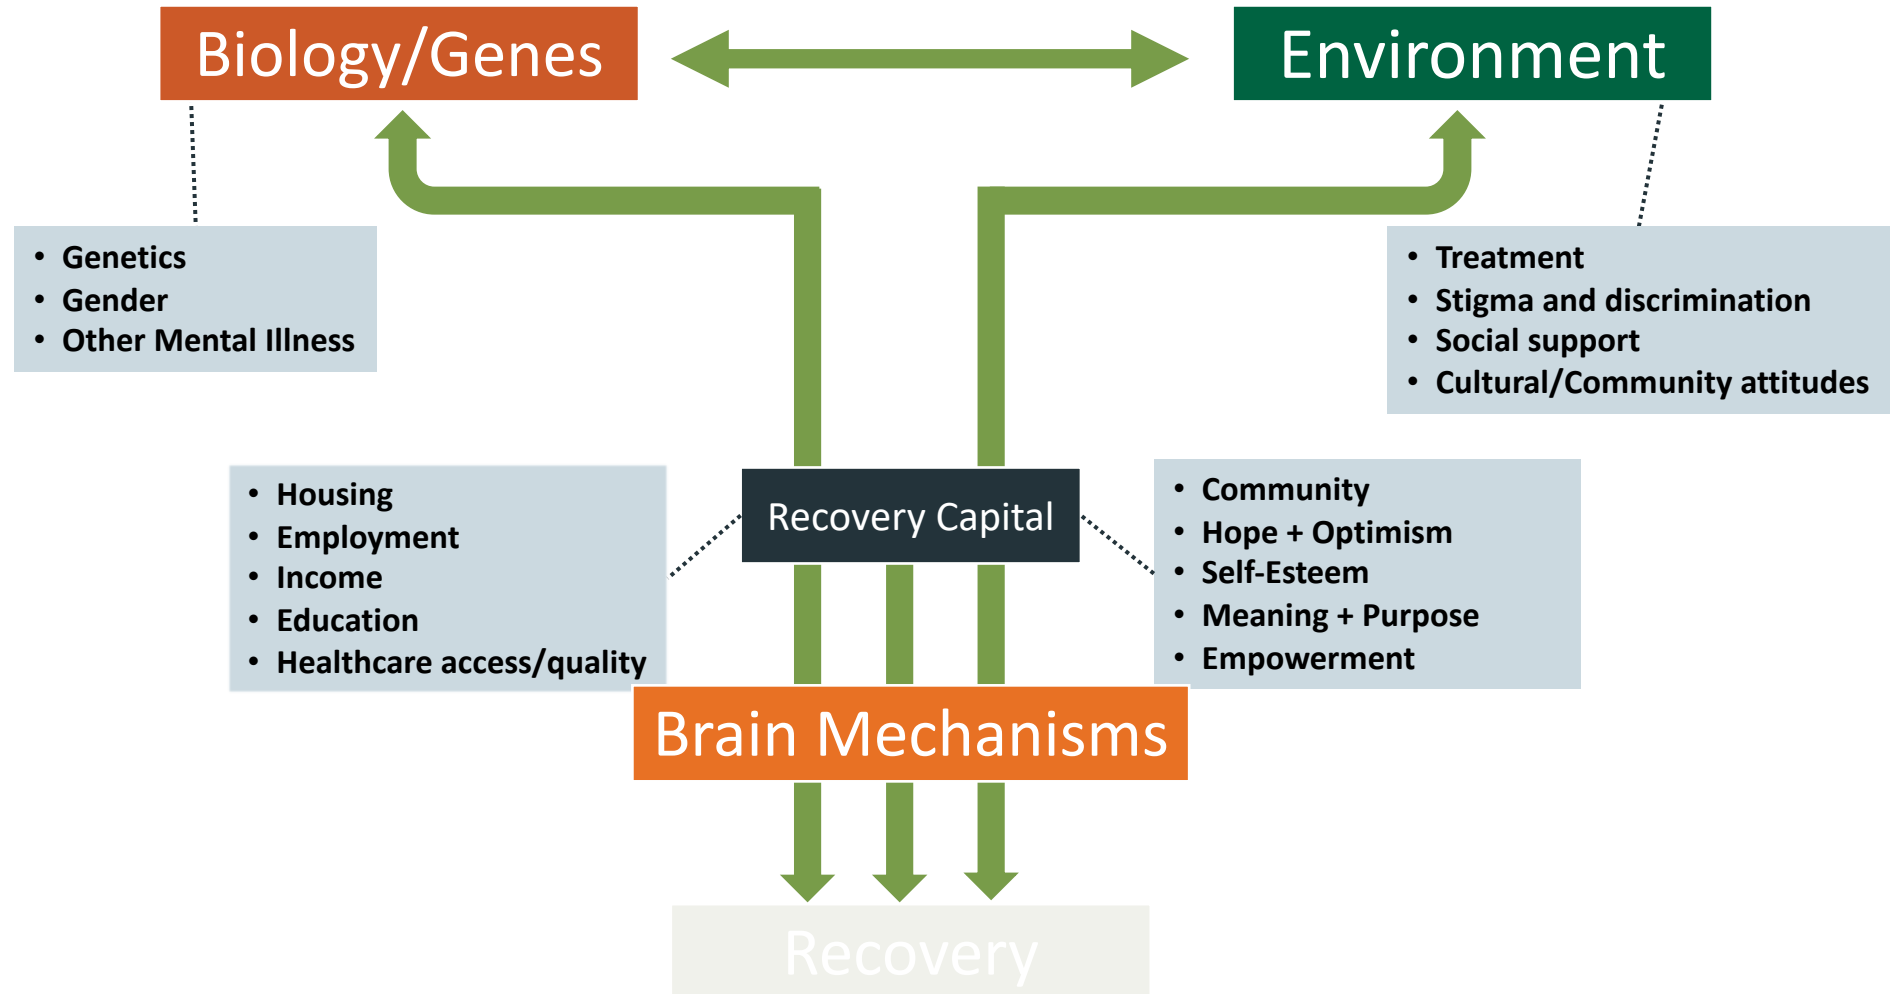 Biology/Genes
Environment
• Genetics
• Gender
• Other Mental Illness
• Treatment
• Stigma and discrimination
• Social support
• Cultural/Community attitudes
• Housing
• Employment
• Income
• Education
• Healthcare access/quality
Recovery Capital
• Community
• Hope + Optimism
• Self-Esteem
• Meaning + Purpose
• Empowerment
Brain Mechanisms
Recovery